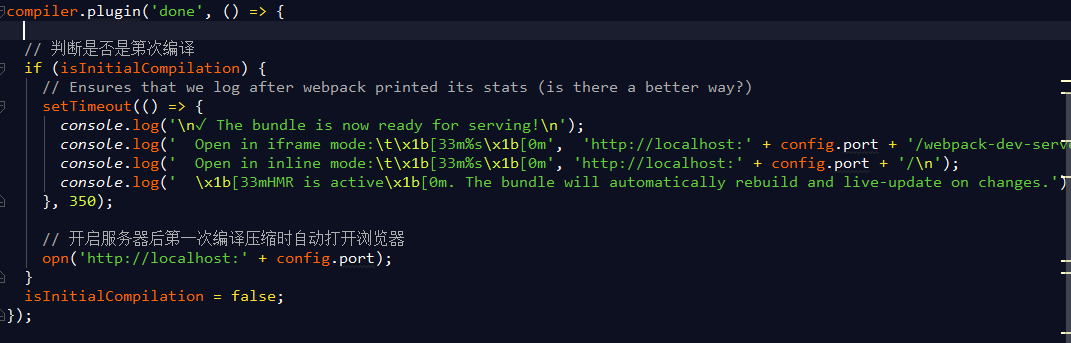 compiler.plugin('done', () => {
// 判断是否是第次编译
if (isInitialCompilation) {
// Ensures that we log after webpack printed its stats (is there a better way?)
setTimeout(() => {
console.log('\n✓ The bundle is now ready for serving!\n');
console.log('  Open in iframe mode:\t\x1b[33m%s\x1b[0m',  'http://localhost:' + config.port + '/webpack-dev-serve
console.log('  Open in inline mode:\t\x1b[33m%s\x1b[0m', 'http://localhost:' + config.port + '/\n');
console.log('  \x1b[33mHMR is active\x1b[0m. The bundle will automatically rebuild and live-update on changes.')
}, 350);
// 开启服务器后第一次编译压缩时自动打开浏览器
opn('http://localhost:' + config.port);
}
isInitialCompilation = false;
});